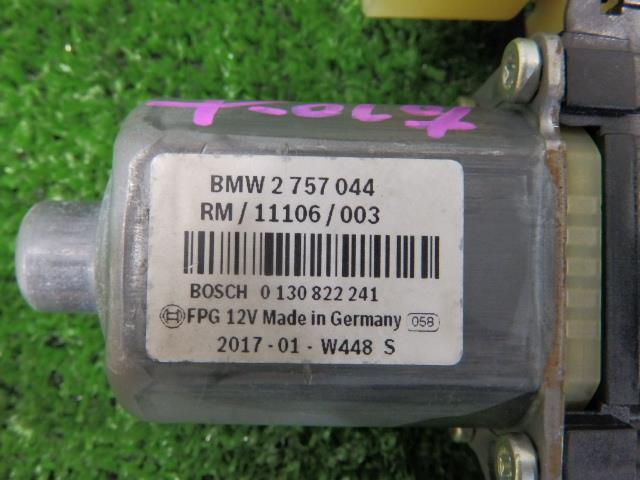 BMW 2 757 044
RM / 11106 / 003
BOSCH 0 130 822 241
FPG 12V Made in Germany 058
2017 - 01 - W448 S